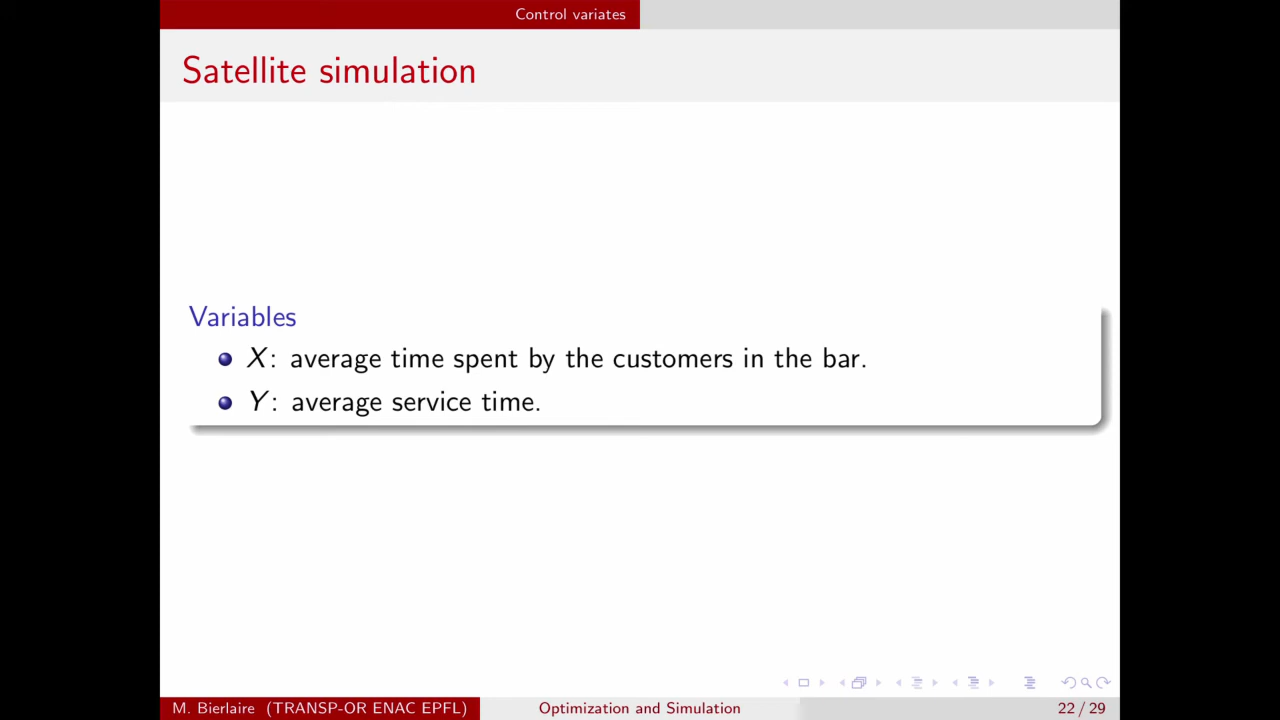 Control variates
Satellite simulation
Variables
X: average time spent by the customers in the bar.
Y: average service time.
M. Bierlaire (TRANSP-OR ENAC EPFL)
Optimization and Simulation
22 / 29